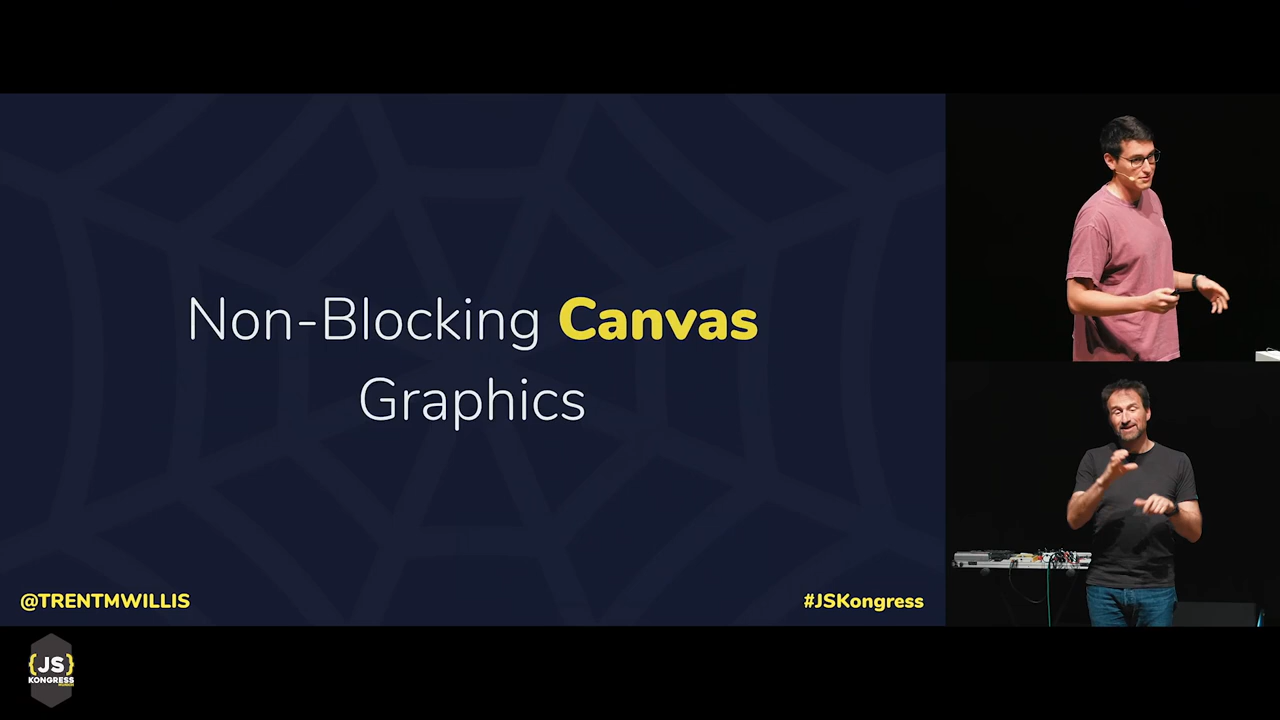 Non-Blocking Canvas
Graphics
@TRENTMWILLIS
#JSKongress
{JS}
KONGRESS